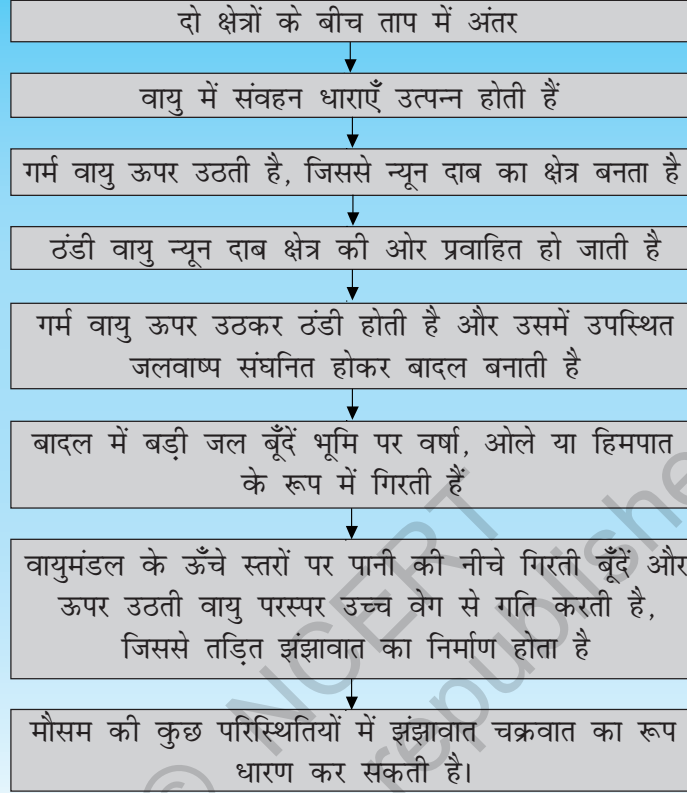 दो क्षेत्रों के बीच ताप में अंतर
वायु में संवहन धाराएँ उत्पन्न होती हैं
गर्म वायु ऊपर उठती है, जिससे न्यून दाब का क्षेत्र बनता है
ठंडी वायु न्यून दाब क्षेत्र की ओर प्रवाहित हो जाती है
गर्म वायु ऊपर उठकर ठंडी होती है और उसमें उपस्थित
जलवाष्प संघनित होकर बादल बनाती है
बादल में बड़ी जल बूँदें भूमि पर वर्षा, ओले या हिमपात
के रूप में गिरती हैं
वायुमंडल के ऊँचे स्तरों पर पानी की नीचे गिरती बूँदें और
ऊपर उठती वायु परस्पर उच्च वेग से गति करती है,
जिससे तड़ित झंझावात का निर्माण होता है
मौसम की कुछ परिस्थितियों में झंझावात चक्रवात का रूप
धारण कर सकती है।
© NCERT
republishe